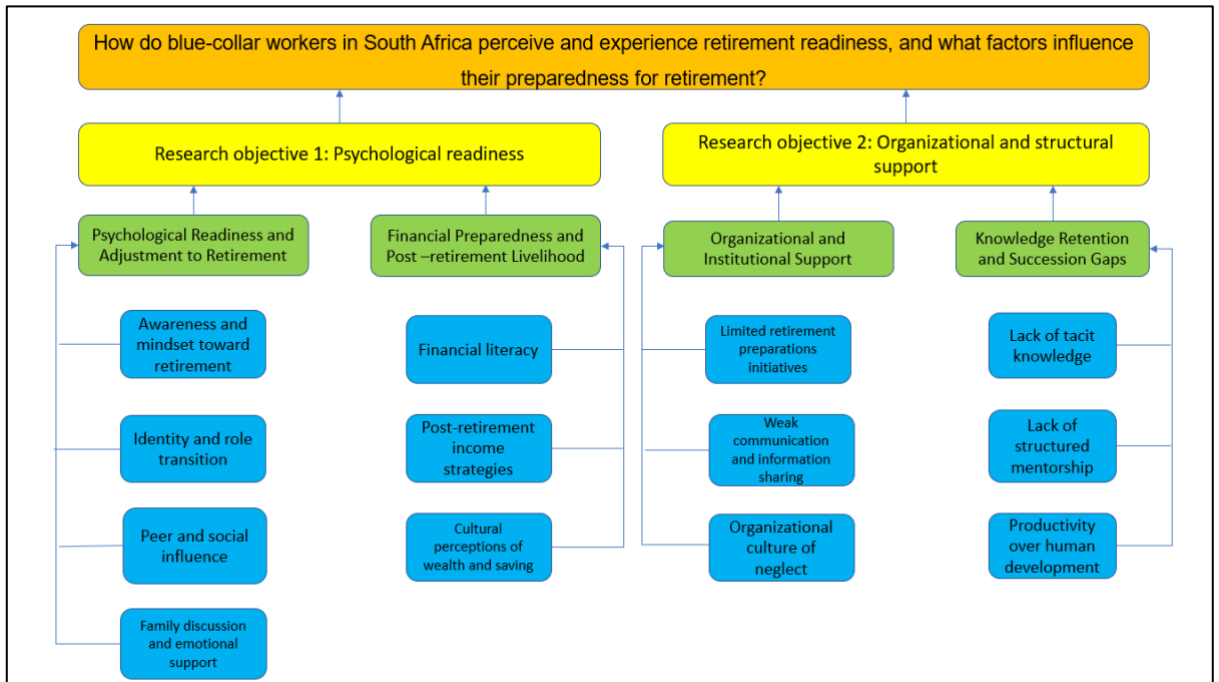 How do blue-collar workers in South Africa perceive and experience retirement readiness, and what factors influence
their preparedness for retirement?
Research objective 1: Psychological readiness
Research objective 2: Organizational and structural
support
Psychological Readiness and
Adjustment to Retirement
Financial Preparedness and
Post –retirement Livelihood
Organizational and
Institutional Support
Knowledge Retention
and Succession Gaps
Awareness and
mindset toward
retirement
Identity and role
transition
Peer and social
influence
Family discussion
and emotional
support
Financial literacy
Post-retirement
income
strategies
Cultural
perceptions of
wealth and saving
Limited retirement
preparations
initiatives
Weak
communication
and information
sharing
Organizational
culture of
neglect
Lack of tacit
knowledge
Lack of
structured
mentorship
Productivity
over human
development